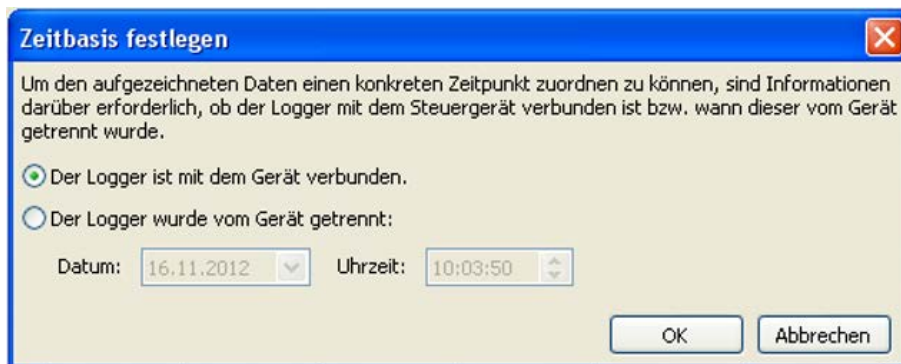 Zeitbasis festlegen
Um den aufgezeichneten Daten einen konkreten Zeitpunkt zuordnen zu können, sind Informationen
darüber erforderlich, ob der Logger mit dem Steuergerät verbunden ist bzw. wann dieser vom Gerät
getrennt wurde.
Der Logger ist mit dem Gerät verbunden.
Der Logger wurde vom Gerät getrennt:
Datum: 16.11.2012 Uhrzeit: 10:03:50
OK Abbrechen